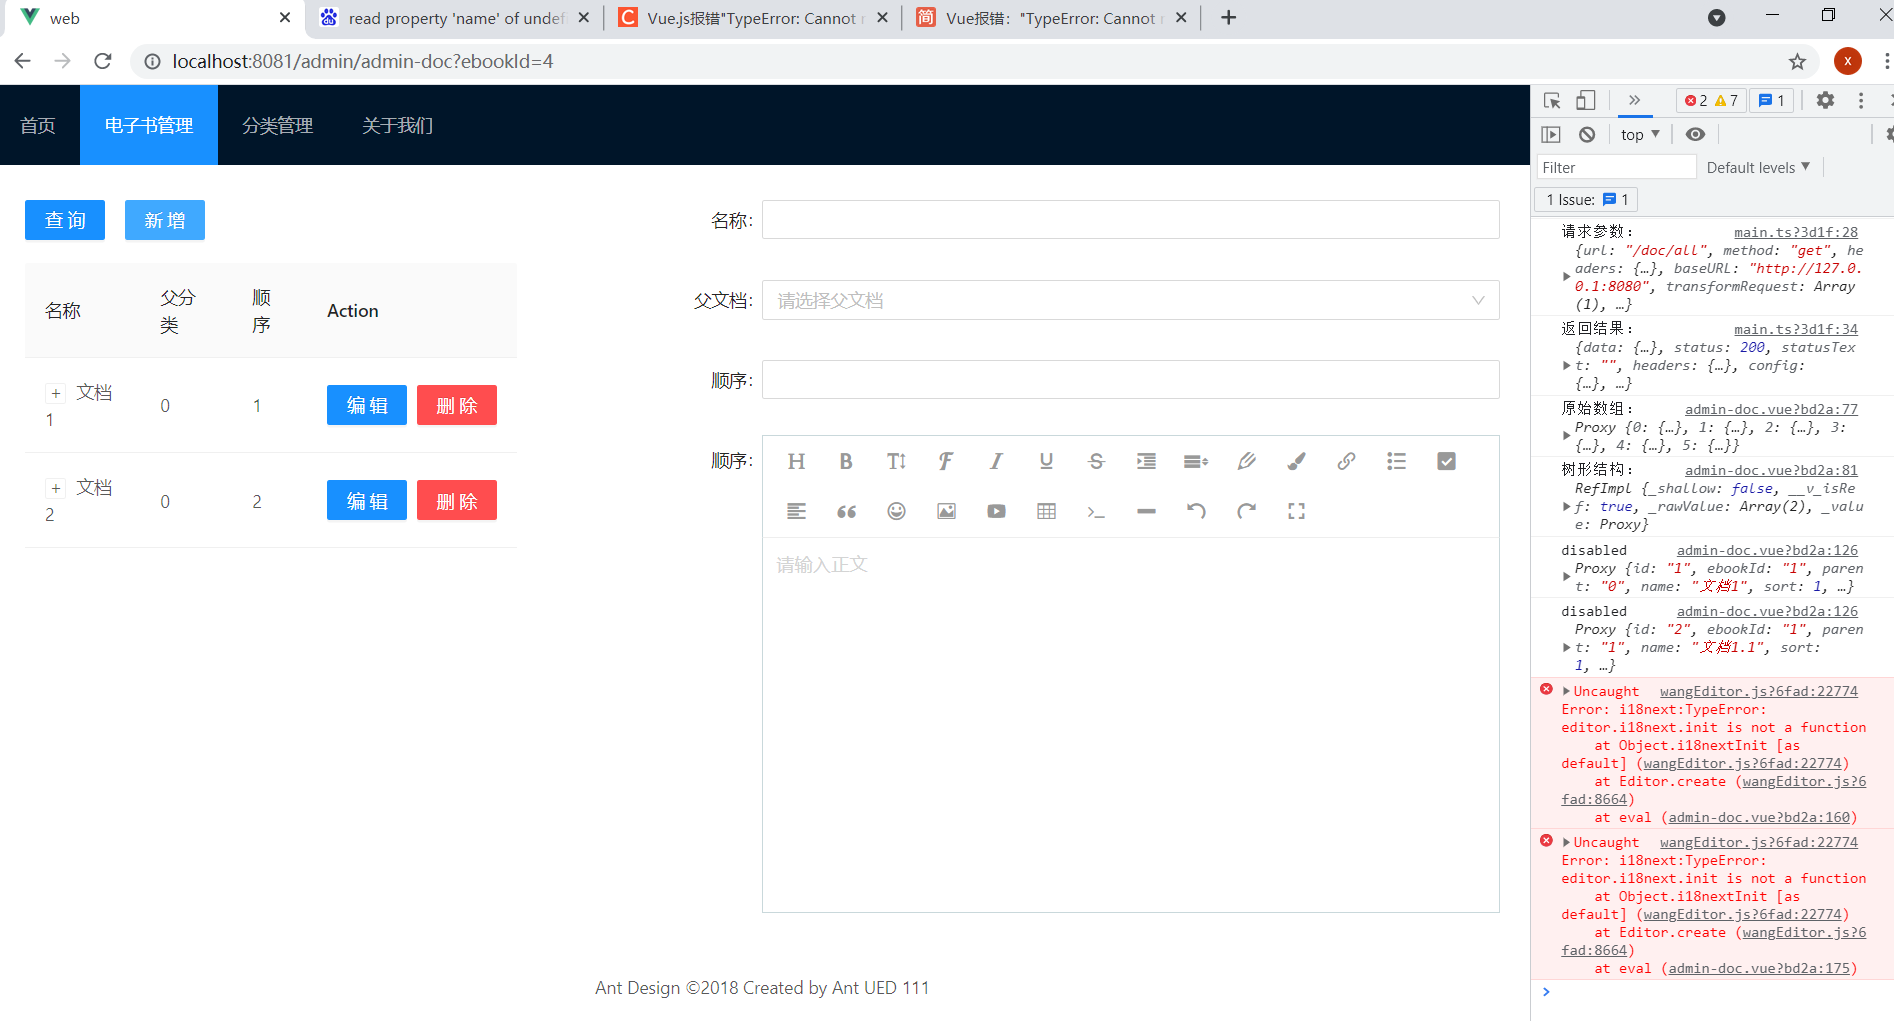 web
read property 'name' of undef
Vue.js报错"TypeError: Cannot r
Vue报错："TypeError: Cannot r
localhost:8081/admin/admin-doc?ebookId=4
x
首页
电子书管理
分类管理
关于我们
查 询
新 增
名称
父分类
顺序
Action
+ 文档1
0
1
编 辑
删 除
+ 文档2
0
2
编 辑
删 除
名称:
父文档:
请选择父文档
顺序:
顺序:
请输入正文
Ant Design ©2018 Created by Ant UED 111
2
7
1
top
Filter
Default levels
1 Issue:
1
请求参数：
main.ts?3d1f:28
{url: "/doc/all", method: "get", he
aders: {…}, baseURL: "http://127.0.
0.1:8080", transformRequest: Array
(1), …}
返回结果：
main.ts?3d1f:34
{data: {…}, status: 200, statusTex
t: "", headers: {…}, config:
{…}, …}
原始数组：
admin-doc.vue?bd2a:77
Proxy {0: {…}, 1: {…}, 2: {…}, 3:
{…}, 4: {…}, 5: {…}}
树形结构：
admin-doc.vue?bd2a:81
RefImpl {_shallow: false, __v_isRe
f: true, _rawValue: Array(2), _valu
e: Proxy}
disabled
admin-doc.vue?bd2a:126
Proxy {id: "1", ebookId: "1", paren
t: "0", name: "文档1", sort: 1, …}
disabled
admin-doc.vue?bd2a:126
Proxy {id: "2", ebookId: "1", paren
t: "1", name: "文档1.1", sort:
1, …}
Uncaught
wangEditor.js?6fad:22774
Error: i18next:TypeError:
editor.i18next.init is not a function
at Object.i18nextInit [as
default] (wangEditor.js?6fad:22774)
at Editor.create (wangEditor.js?6
fad:8664)
at eval (admin-doc.vue?bd2a:160)
Uncaught
wangEditor.js?6fad:22774
Error: i18next:TypeError:
editor.i18next.init is not a function
at Object.i18nextInit [as
default] (wangEditor.js?6fad:22774)
at Editor.create (wangEditor.js?6
fad:8664)
at eval (admin-doc.vue?bd2a:175)